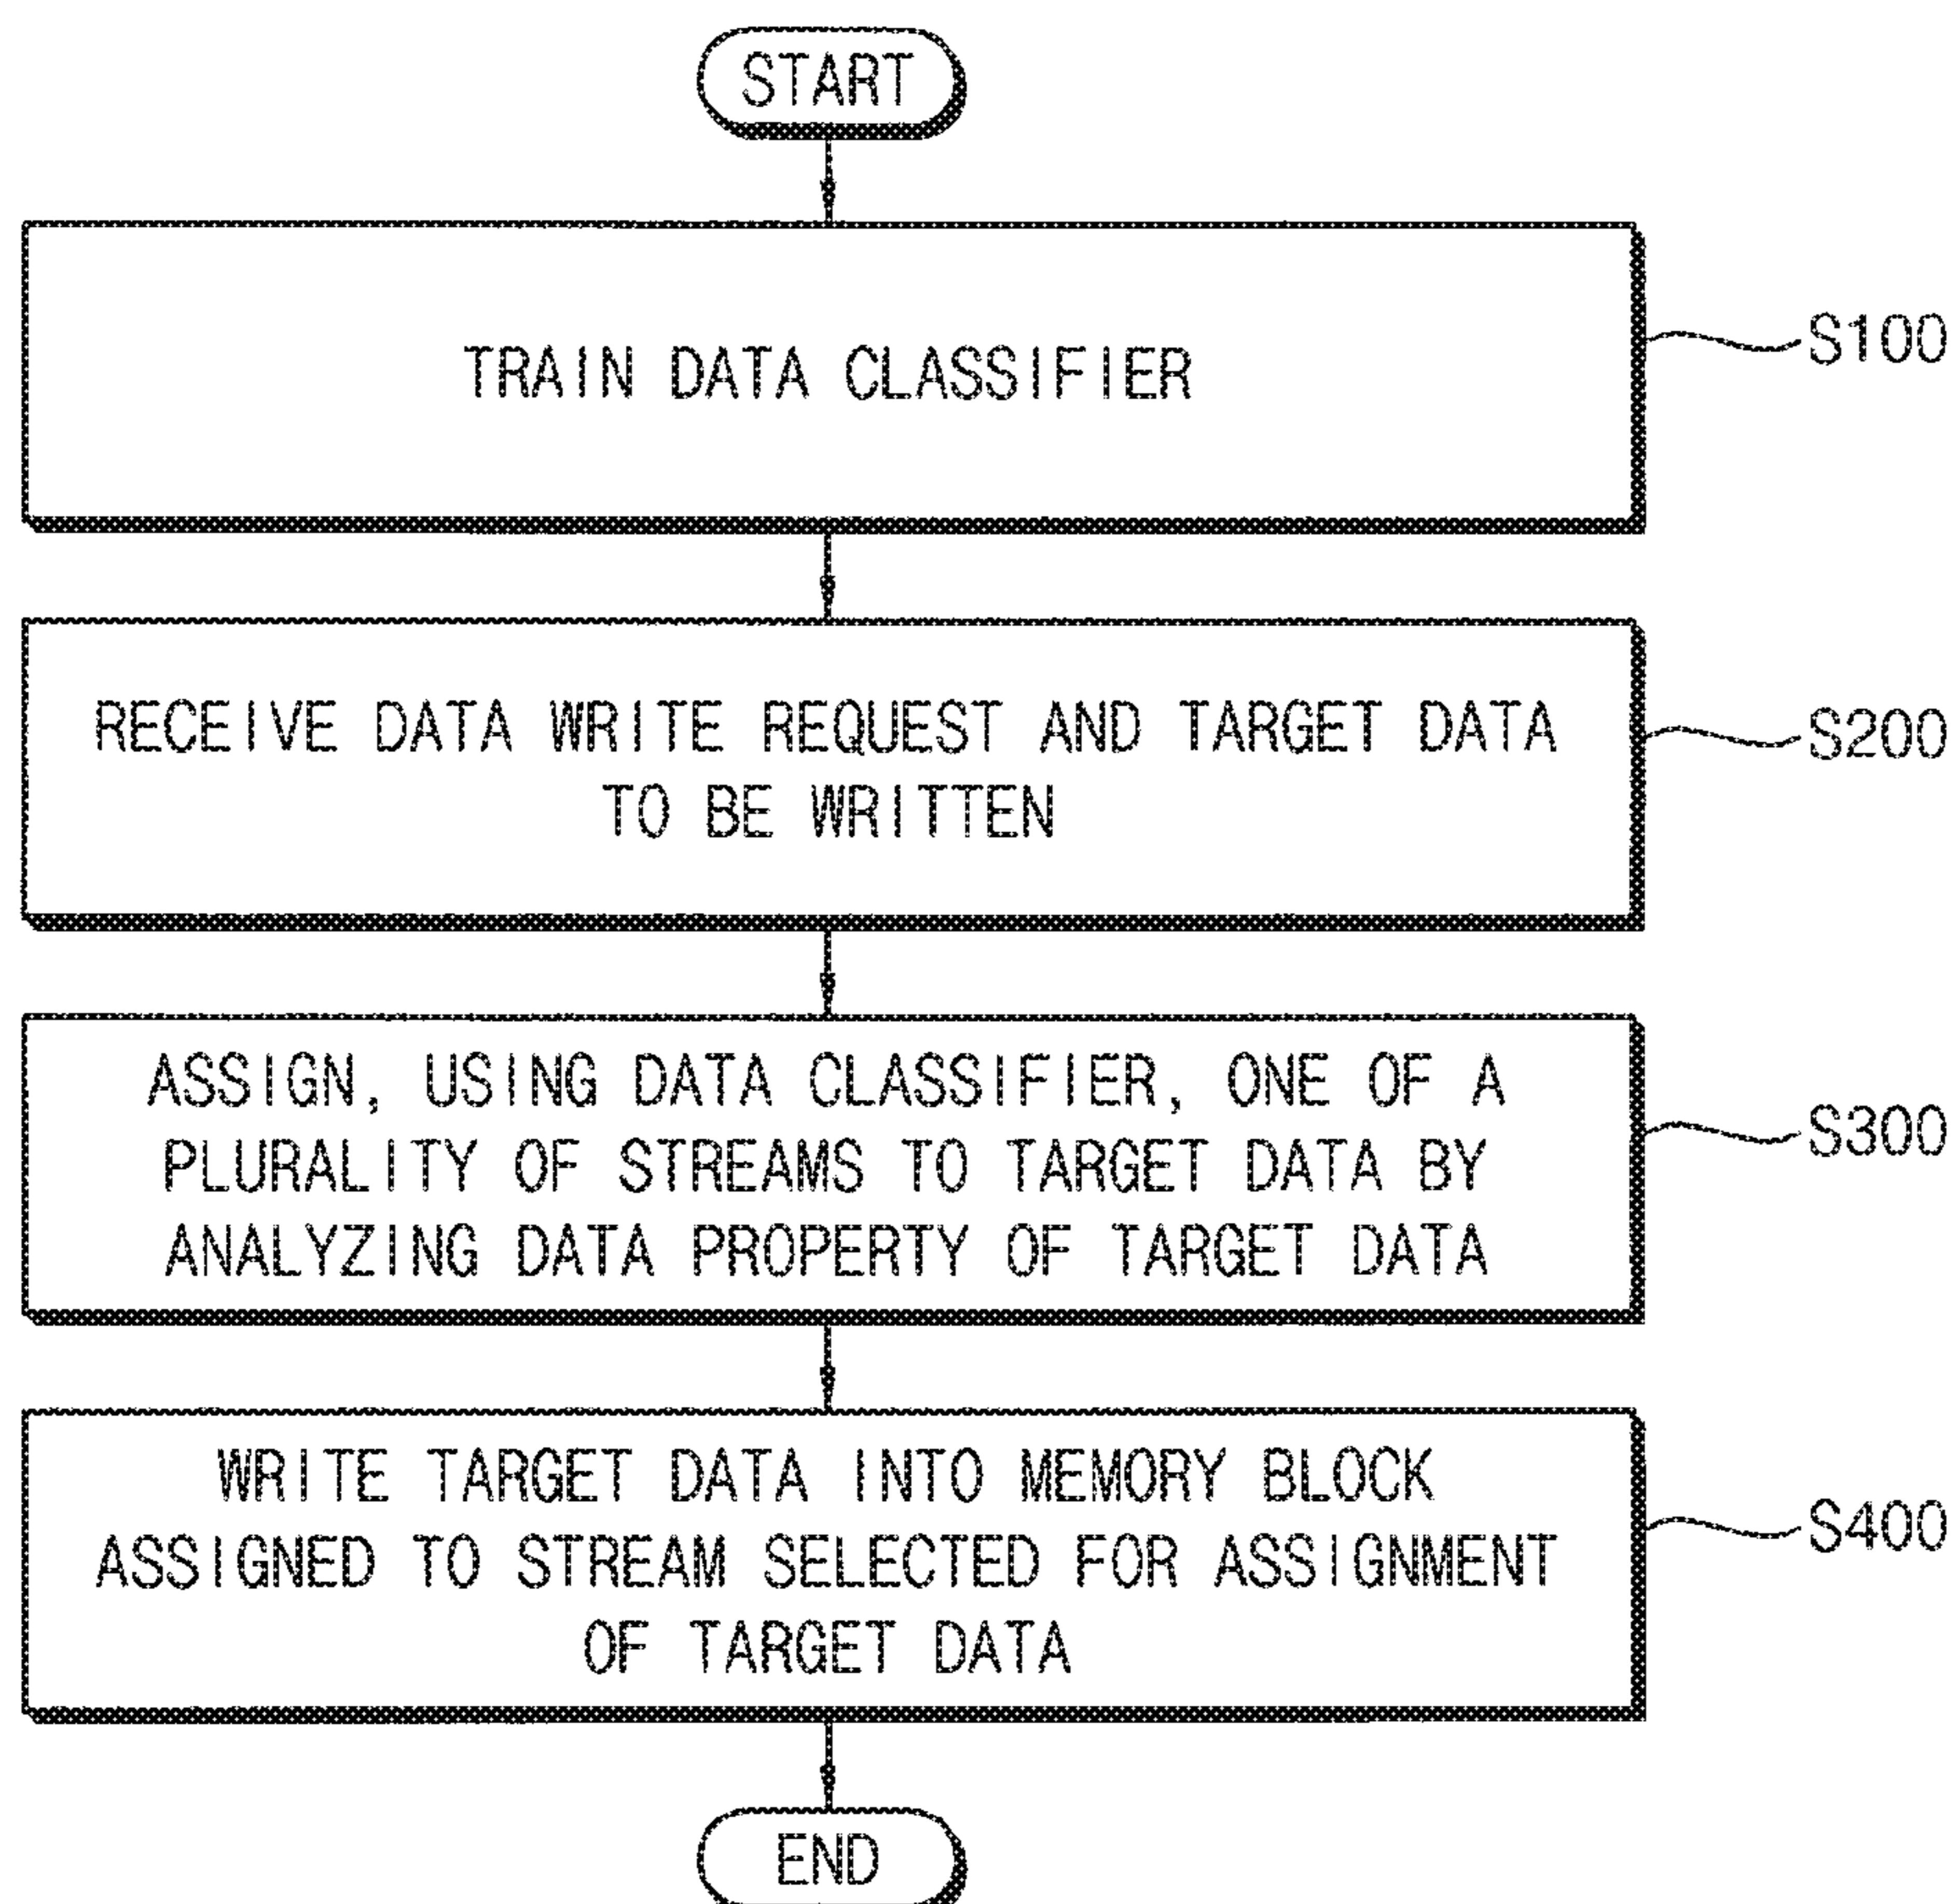 START
TRAIN DATA CLASSIFIER
S100
RECEIVE DATA WRITE REQUEST AND TARGET DATA
TO BE WRITTEN
S200
ASSIGN, USING DATA CLASSIFIER, ONE OF A
PLURALITY OF STREAMS TO TARGET DATA BY
ANALYZING DATA PROPERTY OF TARGET DATA
S300
WRITE TARGET DATA INTO MEMORY BLOCK
ASSIGNED TO STREAM SELECTED FOR ASSIGNMENT
OF TARGET DATA
S400
END